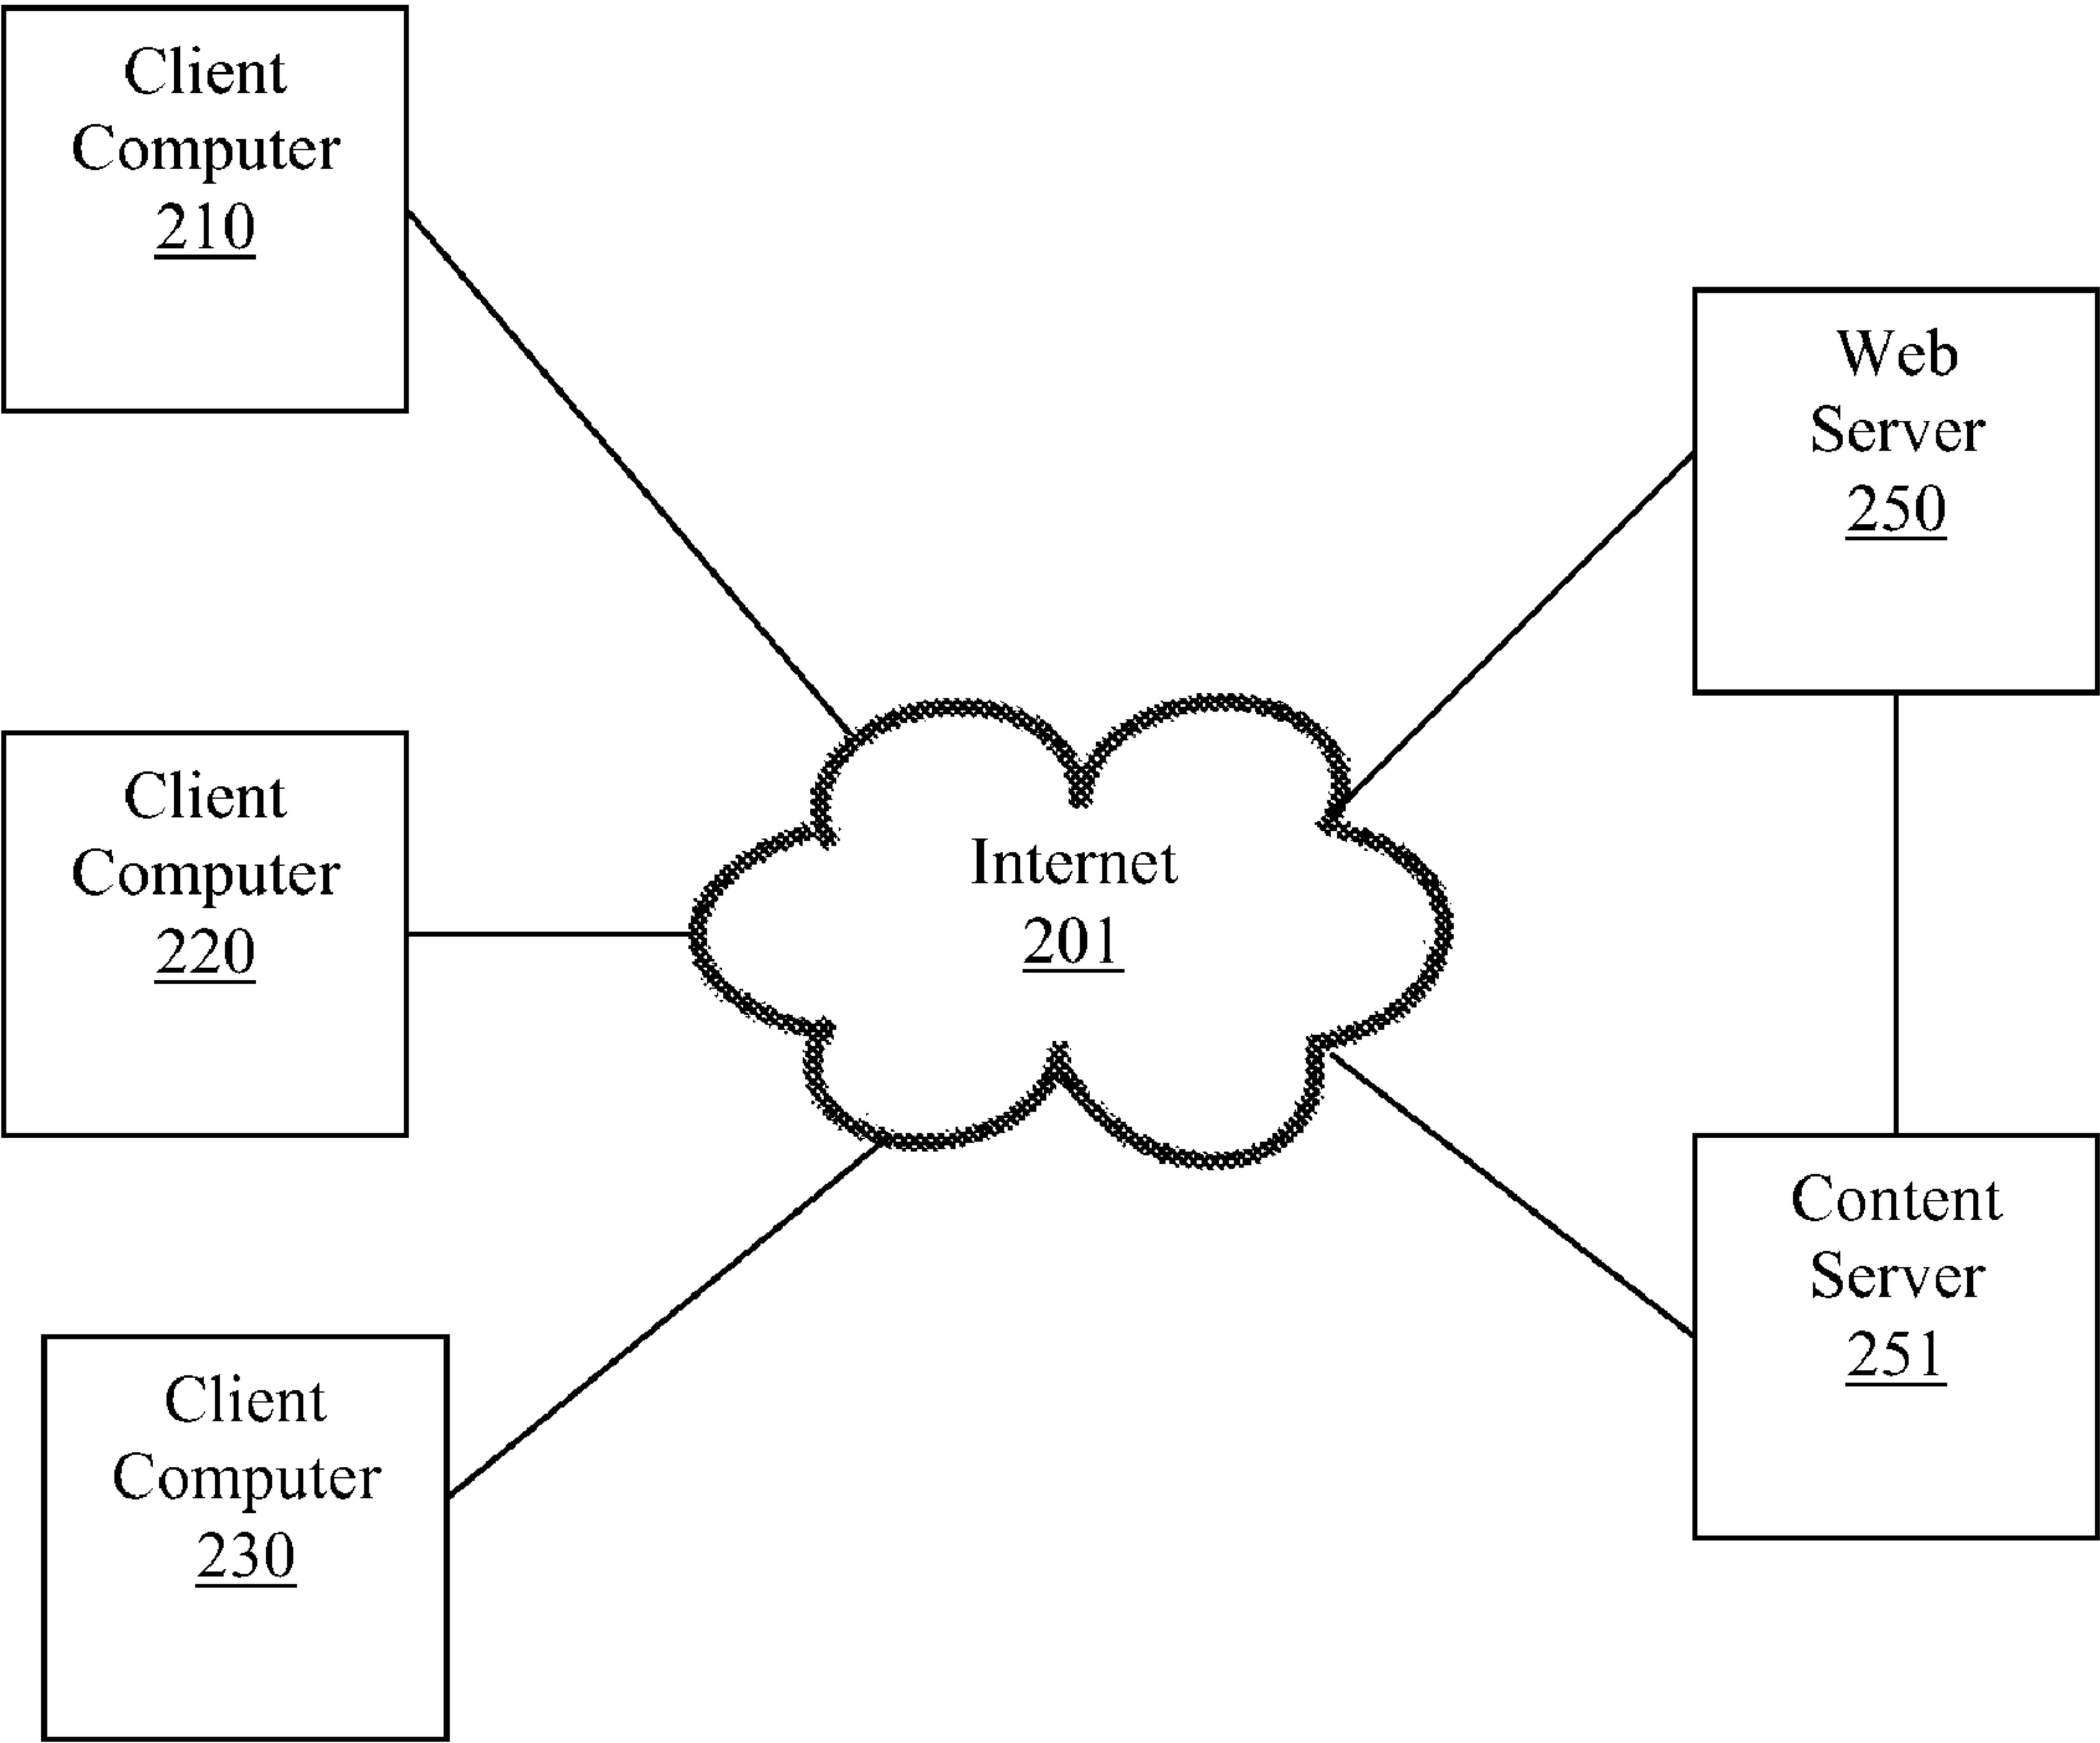 Client
Computer
210
Web
Server
250
Client
Computer
220
Internet
201
Content
Server
251
Client
Computer
230